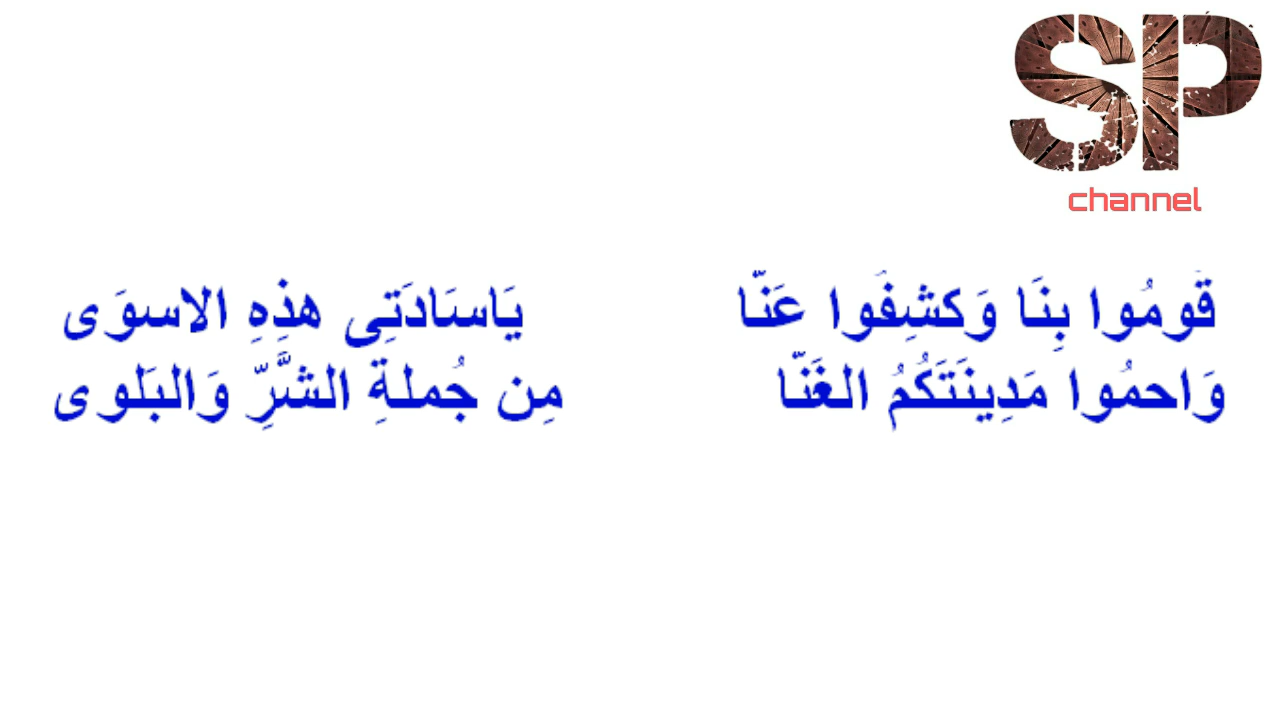 SP
channel
قَومُوا بِنَا وَكشِفُوا عَنّا يَاسَادَتِى هذِهِ الاسوَى
وَاحمُوا مَدِينَتَكُمُ الغَنّا مِن جُملةِ الشَّرِّ وَالبَلوى